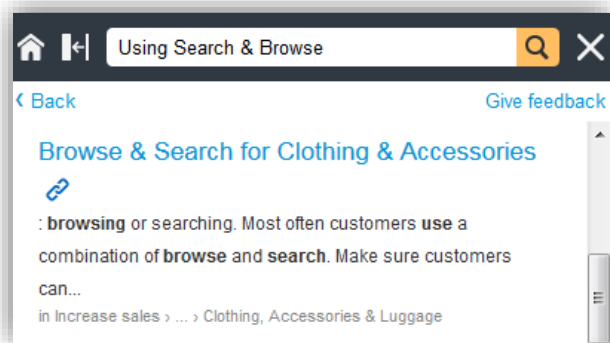 Using Search & Browse
‹ Back
Give feedback
Browse & Search for Clothing & Accessories
: browsing or searching. Most often customers use a
combination of browse and search. Make sure customers
can...
in Increase sales › ... › Clothing, Accessories & Luggage